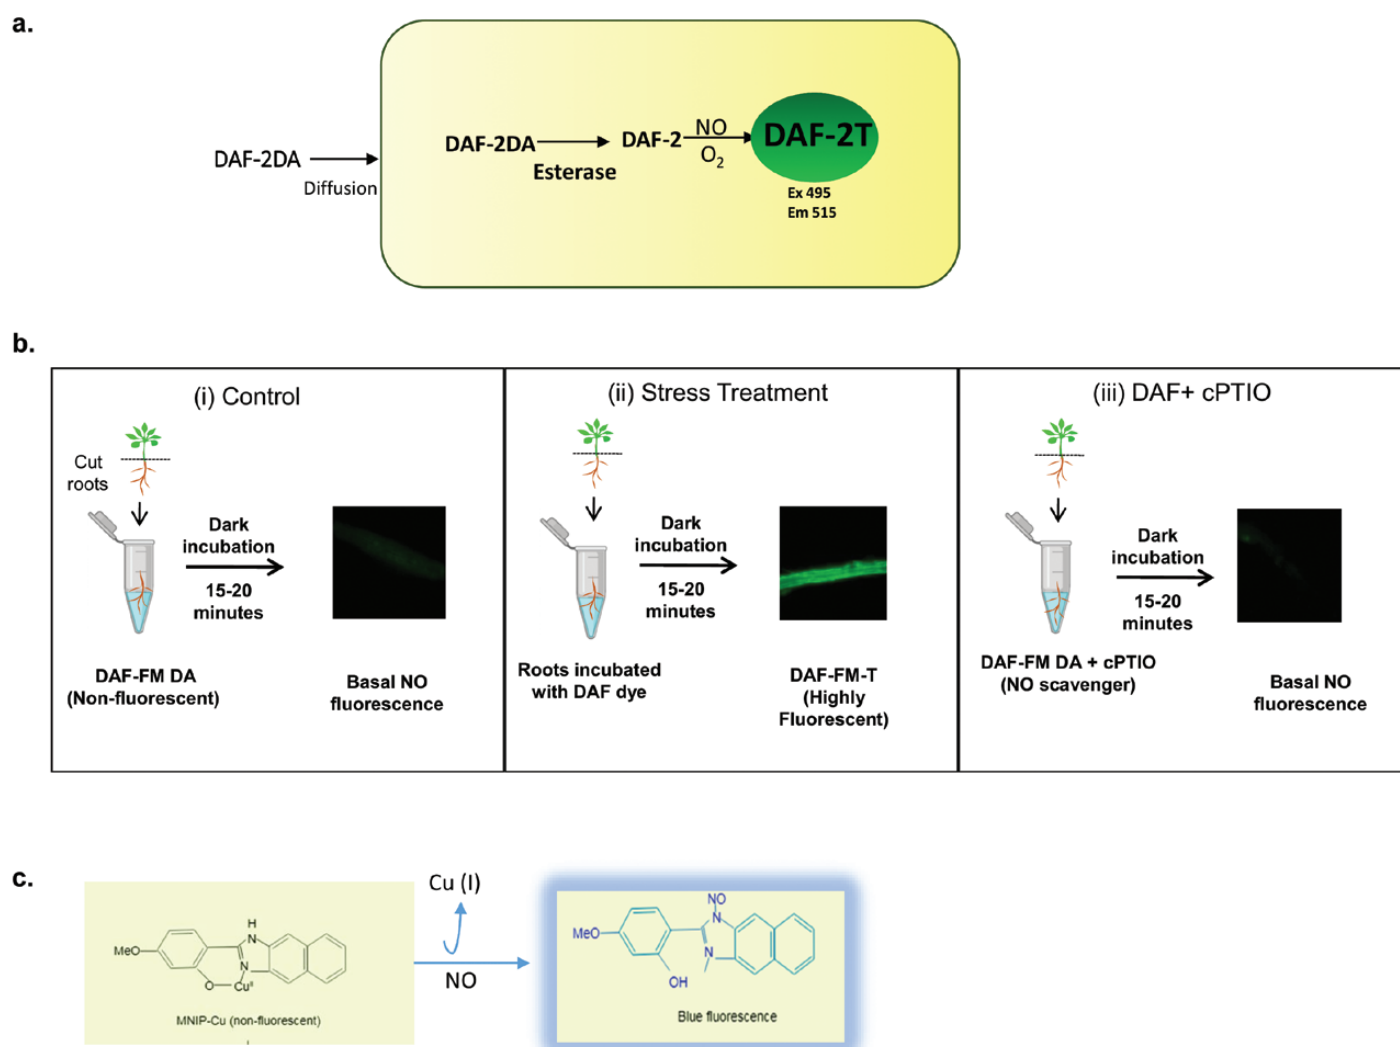 a.
DAF-2DA
Diffusion
DAF-2DA
Esterase
DAF-2
NO
O2
DAF-2T
Ex 495
Em 515
b.
(i) Control
Cut
roots
Dark
incubation
15-20
minutes
DAF-FM DA
(Non-fluorescent)
Basal NO
fluorescence
(ii) Stress Treatment
Dark
incubation
15-20
minutes
Roots incubated
with DAF dye
DAF-FM-T
(Highly
Fluorescent)
(iii) DAF+ cPTIO
Dark
incubation
15-20
minutes
DAF-FM DA + cPTIO
(NO scavenger)
Basal NO
fluorescence
c.
MeO
H
N
N
O
Cu^II
MNIP-Cu (non-fluorescent)
Cu (I)
NO
NO
N
MeO
N
OH
Blue fluorescence